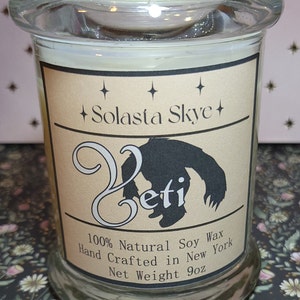 Solasta Skye
Yeti
100% Natural Soy Wax
Hand Crafted in New York
Net Weight 9oz